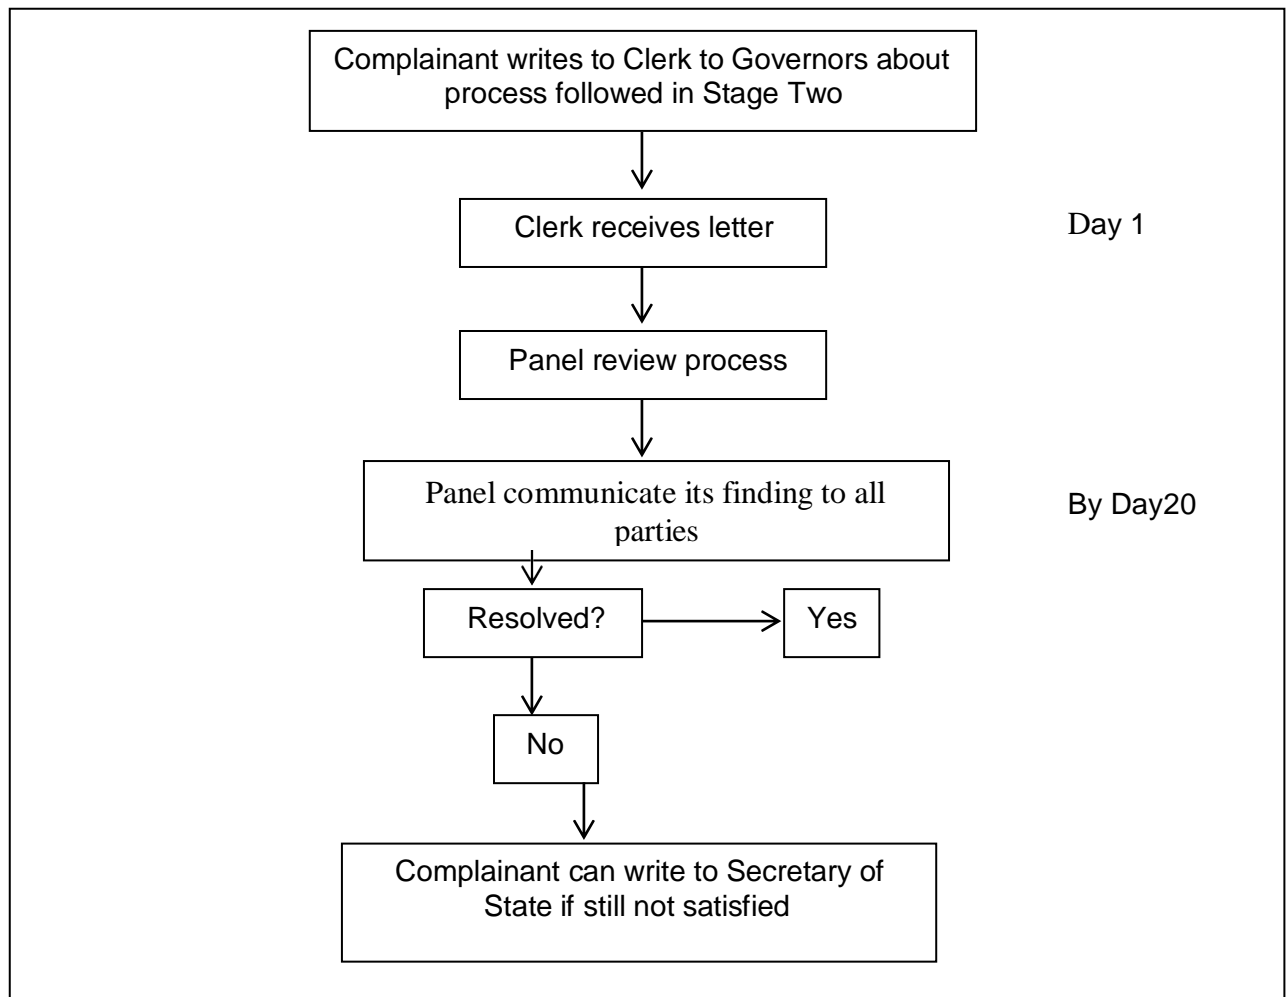 Complainant writes to Clerk to Governors about
process followed in Stage Two
Clerk receives letter
Day 1
Panel review process
Panel communicate its finding to all
parties
By Day20
Resolved?
Yes
No
Complainant can write to Secretary of
State if still not satisfied